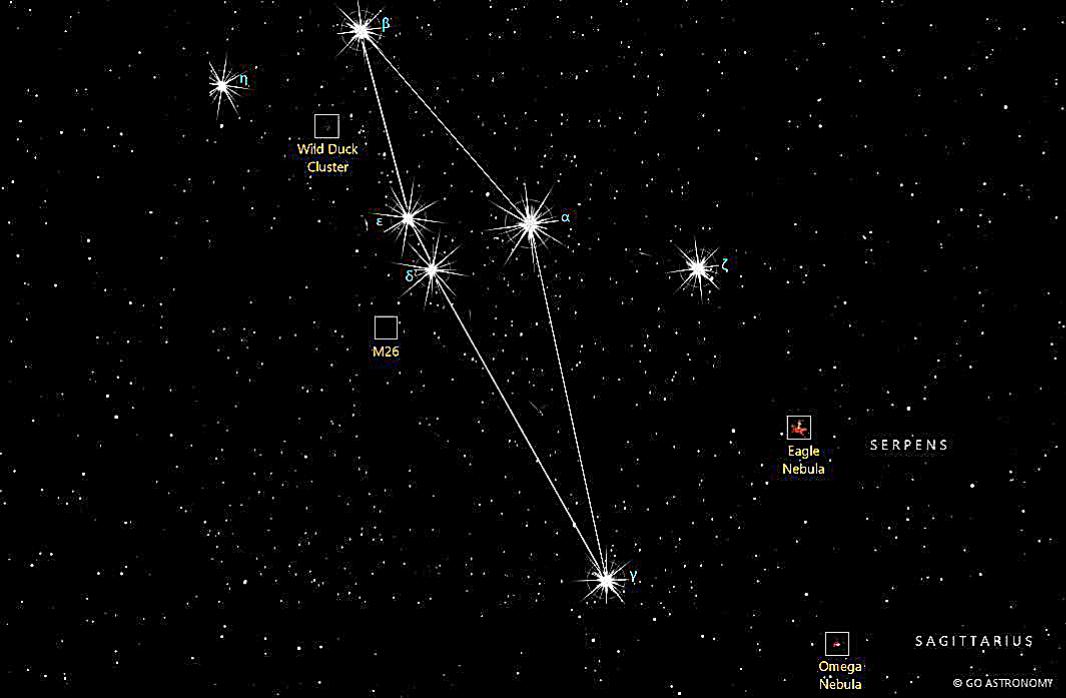 β
η
Wild Duck
Cluster
ε
α
δ
ζ
M26
Eagle
Nebula
SERPENS
γ
SAGITTARIUS
Omega
Nebula
© GO ASTRONOMY